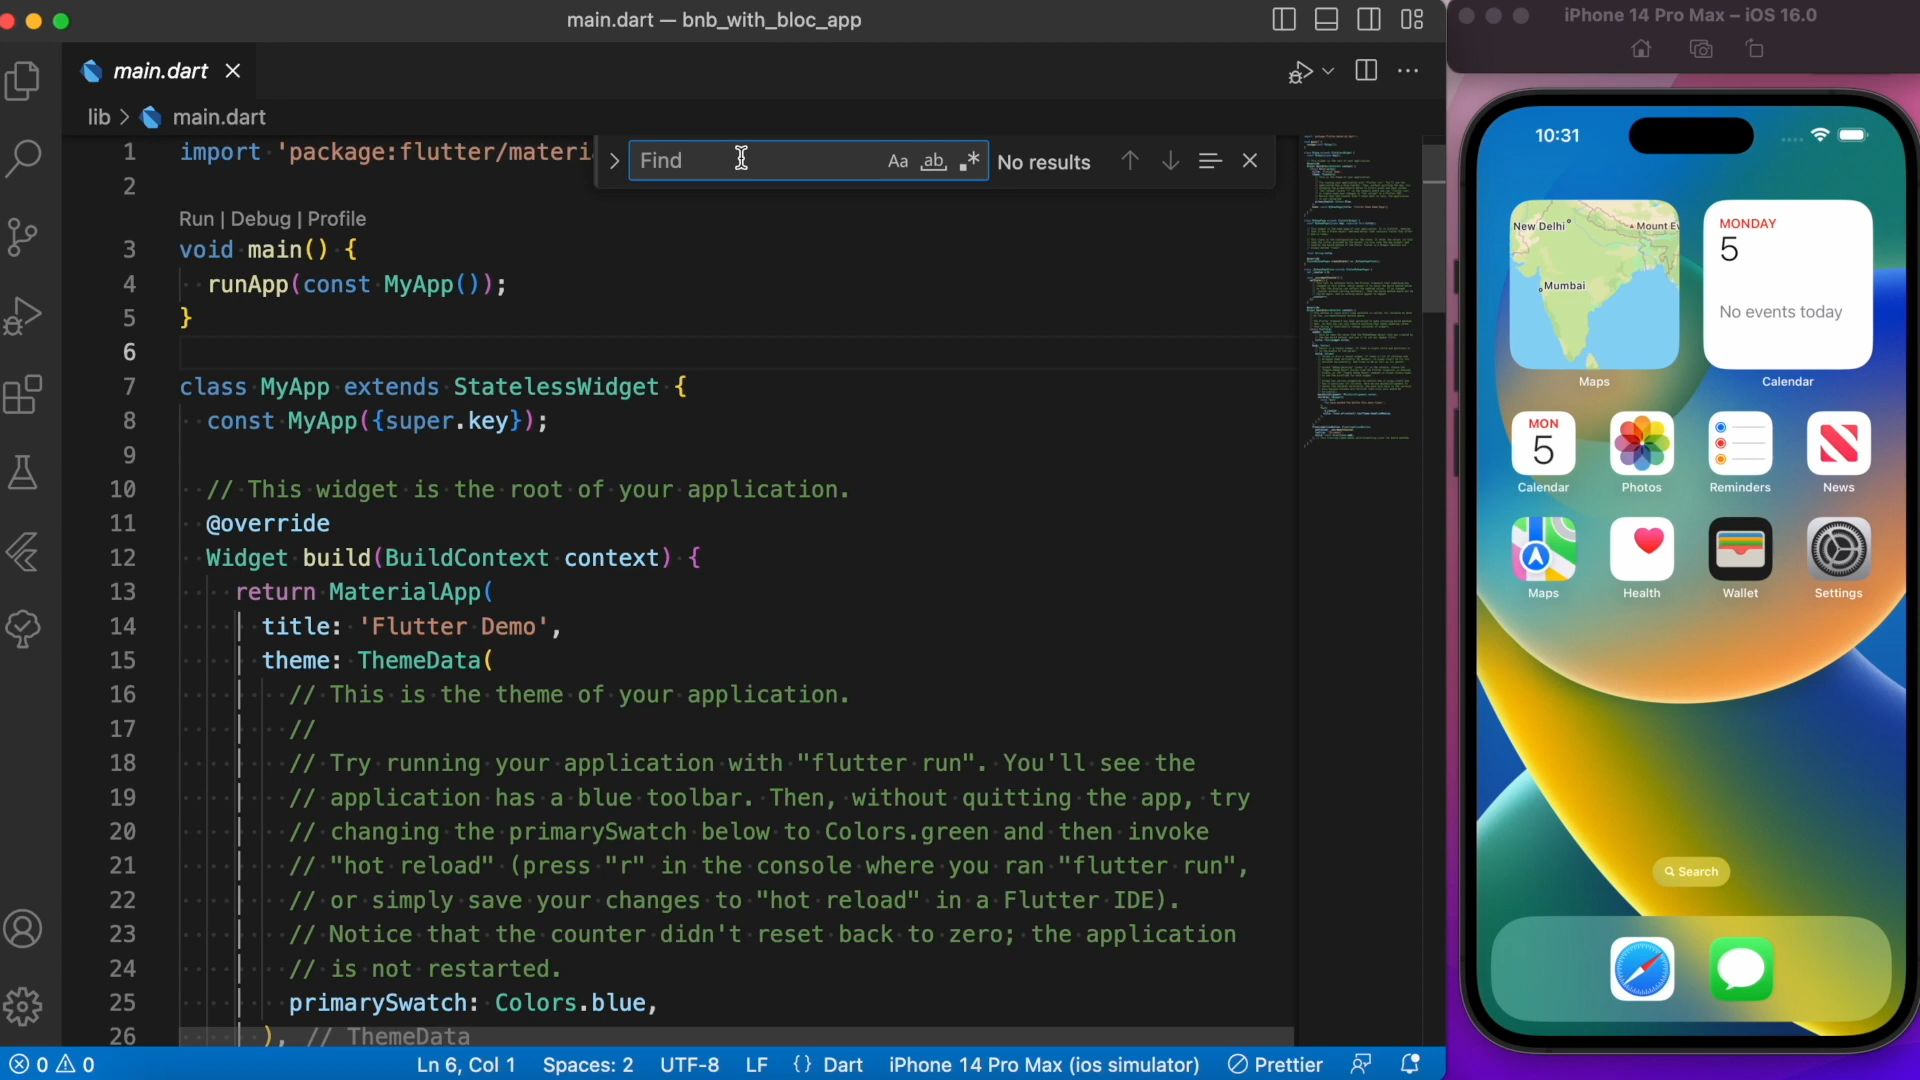 main.dart — bnb_with_bloc_app
main.dart
lib > main.dart
Find
Aa
ab
.*
No results
1 import 'package:flutter/materi
2
Run | Debug | Profile
3 void main() {
4 runApp(const MyApp());
5 }
6
7 class MyApp extends StatelessWidget {
8 const MyApp({super.key});
9
10 // This widget is the root of your application.
11 @override
12 Widget build(BuildContext context) {
13 return MaterialApp(
14 title: 'Flutter Demo',
15 theme: ThemeData(
16 // This is the theme of your application.
17 //
18 // Try running your application with "flutter run". You'll see the
19 // application has a blue toolbar. Then, without quitting the app, try
20 // changing the primarySwatch below to Colors.green and then invoke
21 // "hot reload" (press "r" in the console where you ran "flutter run",
22 // or simply save your changes to "hot reload" in a Flutter IDE).
23 // Notice that the counter didn't reset back to zero; the application
24 // is not restarted.
25 primarySwatch: Colors.blue,
26 ), // ThemeData
0 0
Ln 6, Col 1
Spaces: 2
UTF-8
LF
{} Dart
iPhone 14 Pro Max (ios simulator)
Prettier
iPhone 14 Pro Max – iOS 16.0
10:31
New Delhi
Mount Ev
Mumbai
Maps
MONDAY
5
No events today
Calendar
MON
5
Calendar
Photos
Reminders
News
Maps
Health
Wallet
Settings
Search